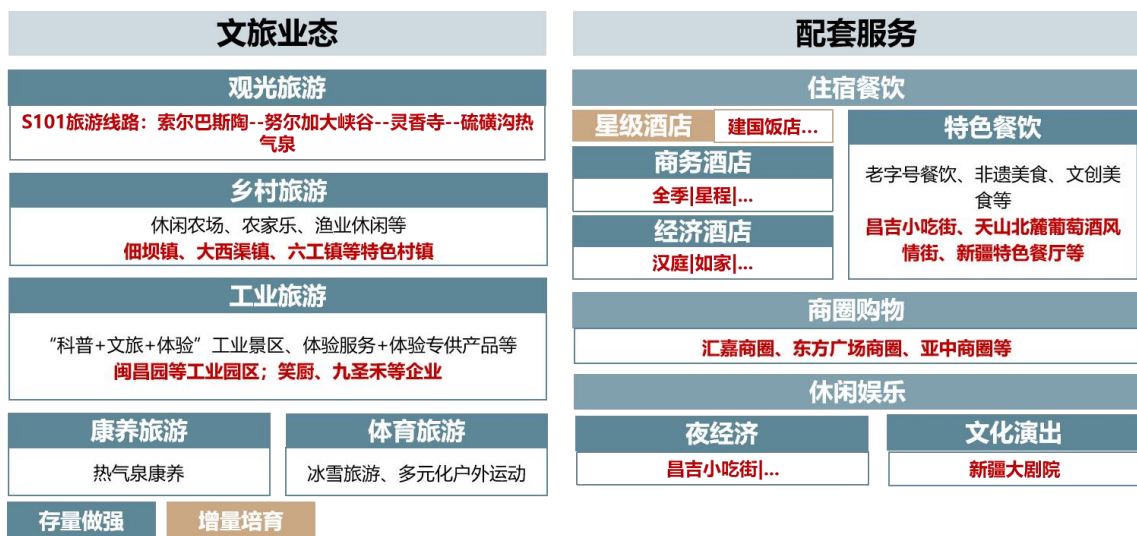 文旅业态
观光旅游
S101旅游线路：索尔巴斯陶--努尔加大峡谷--灵香寺--硫磺沟热
气泉
乡村旅游
休闲农场、农家乐、渔业休闲等
佃坝镇、大西渠镇、六工镇等特色村镇
工业旅游
“科普+文旅+体验”工业景区、体验服务+体验专供产品等
闽昌园等工业园区；笑厨、九圣禾等企业
康养旅游
热气泉康养
体育旅游
冰雪旅游、多元化户外运动
存量做强
增量培育
配套服务
住宿餐饮
星级酒店
建国饭店...
商务酒店
全季|星程|...
经济酒店
汉庭|如家|...
特色餐饮
老字号餐饮、非遗美食、文创美
食等
昌吉小吃街、天山北麓葡萄酒风
情街、新疆特色餐厅等
商圈购物
汇嘉商圈、东方广场商圈、亚中商圈等
休闲娱乐
夜经济
昌吉小吃街|...
文化演出
新疆大剧院